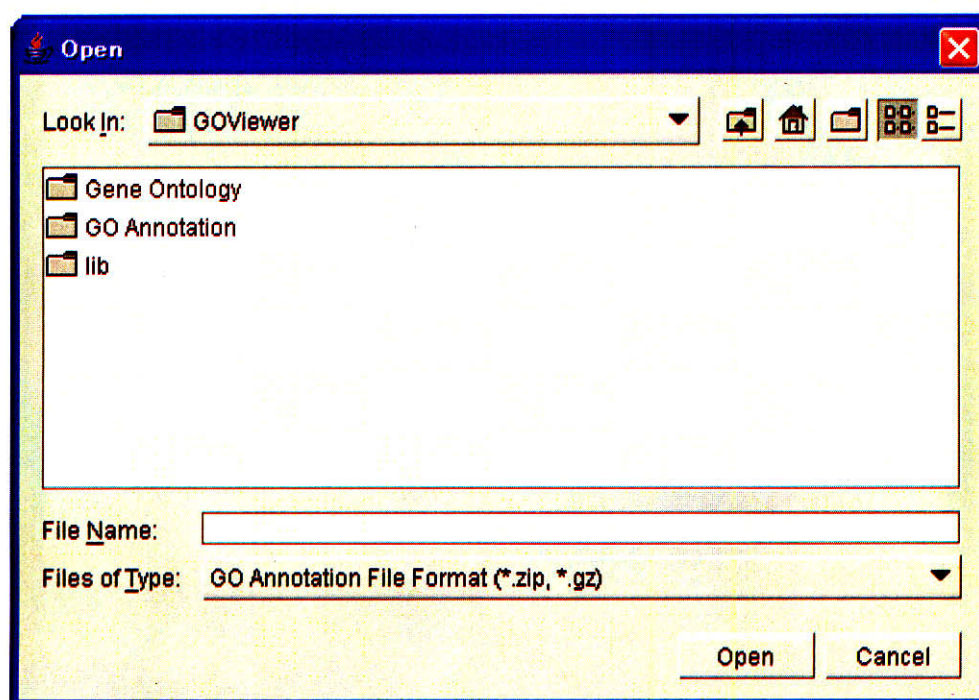 Open
Look In: GOViewer
Gene Ontology
GO Annotation
lib
File Name:
Files of Type: GO Annotation File Format (*.zip, *.gz)
Open Cancel